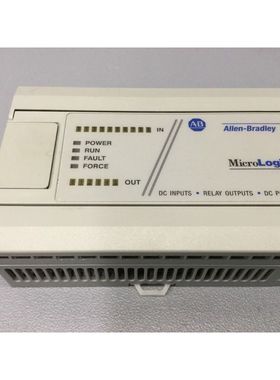 IN
AB
Allen-Bradley
POWER
RUN
FAULT
FORCE
MicroLog
OUT
DC INPUTS • RELAY OUTPUTS • DC P